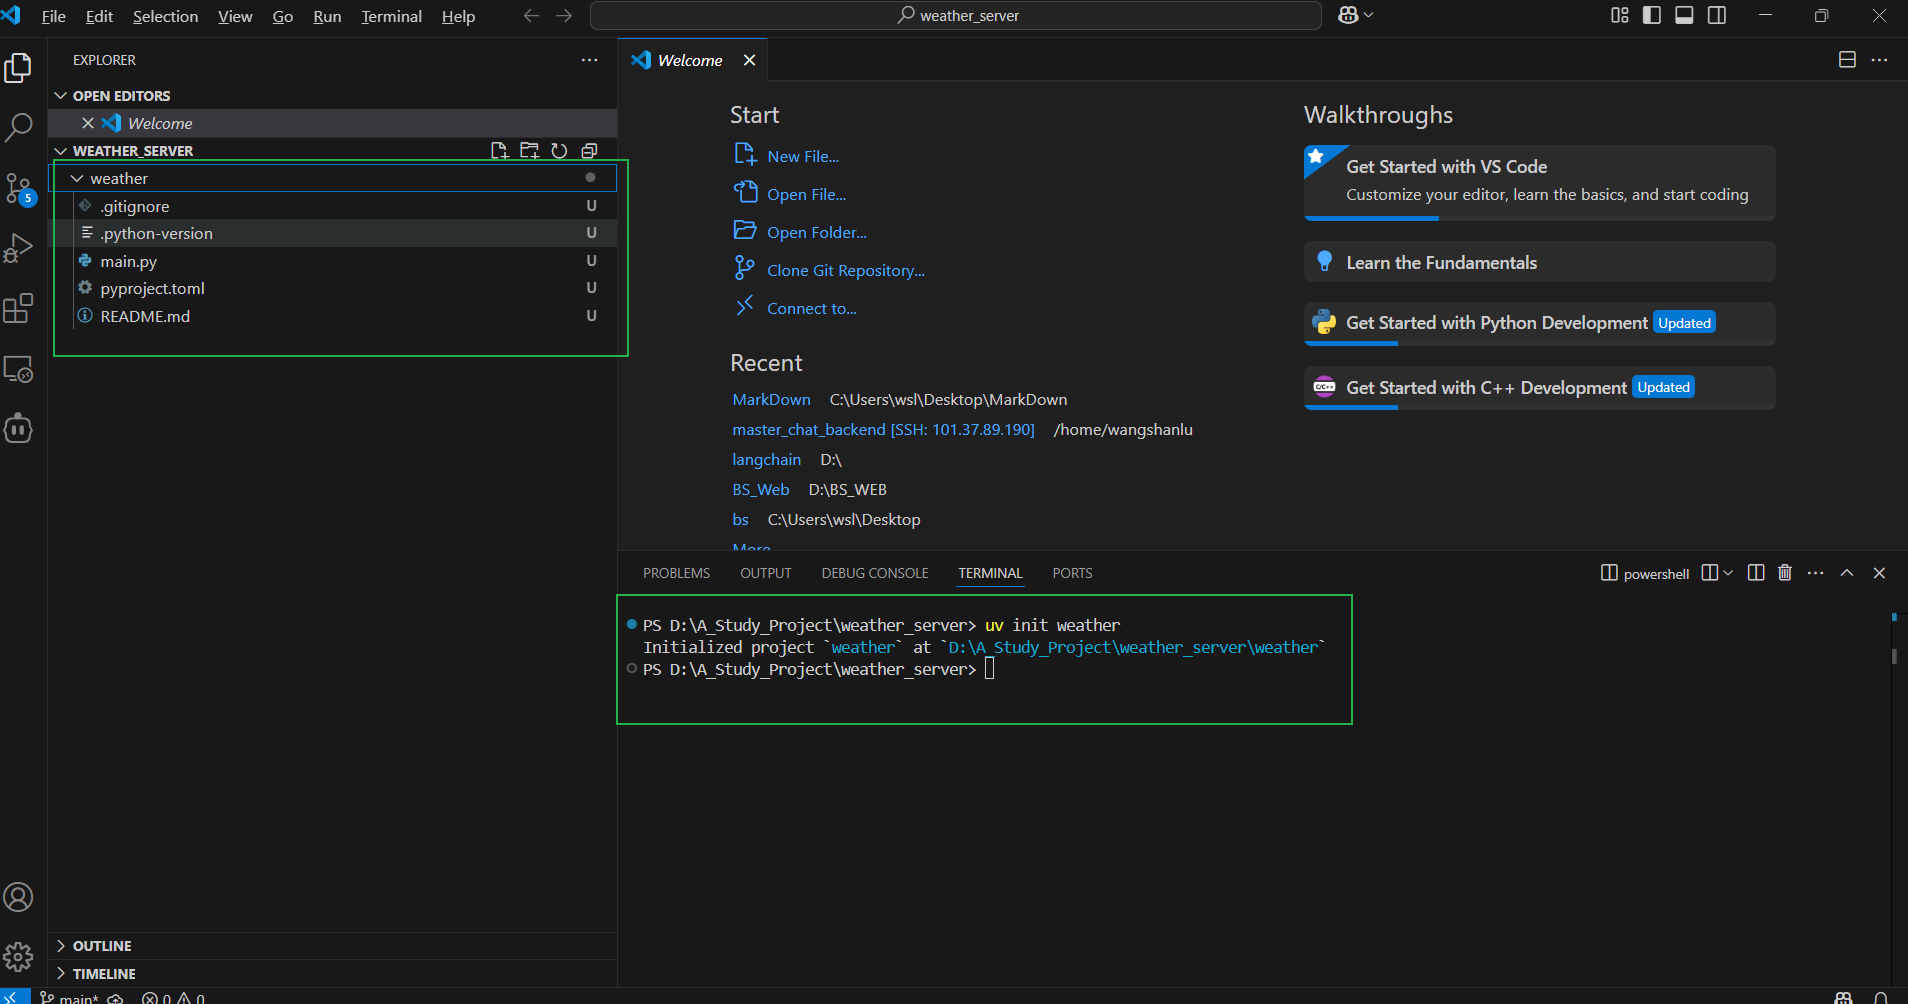 File Edit Selection View Go Run Terminal Help
weather_server
EXPLORER
OPEN EDITORS
Welcome
WEATHER_SERVER
weather
.gitignore U
.python-version U
main.py U
pyproject.toml U
README.md U
5
OUTLINE
TIMELINE
Welcome
Start
New File...
Open File...
Open Folder...
Clone Git Repository...
Connect to...
Recent
MarkDown C:\Users\wsl\Desktop\MarkDown
master_chat_backend [SSH: 101.37.89.190] /home/wangshanlu
langchain D:\
BS_Web D:\BS_WEB
bs C:\Users\wsl\Desktop
More
Walkthroughs
Get Started with VS Code
Customize your editor, learn the basics, and start coding
Learn the Fundamentals
Get Started with Python Development Updated
C/C++
Get Started with C++ Development Updated
PROBLEMS OUTPUT DEBUG CONSOLE TERMINAL PORTS
powershell
PS D:\A_Study_Project\weather_server> uv init weather
Initialized project `weather` at `D:\A_Study_Project\weather_server\weather`
PS D:\A_Study_Project\weather_server>
main* 0 0